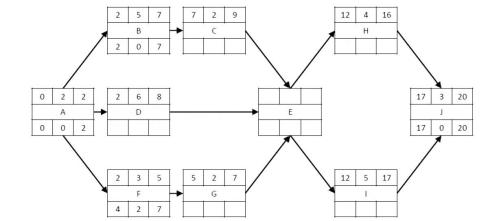 2 5 7
B
2 0 7
7 2 9
C
12 4 16
H
0 2 2
A
0 0 2
2 6 8
D
E
17 3 20
J
17 0 20
2 3 5
F
4 2 7
5 2 7
G
12 5 17
I